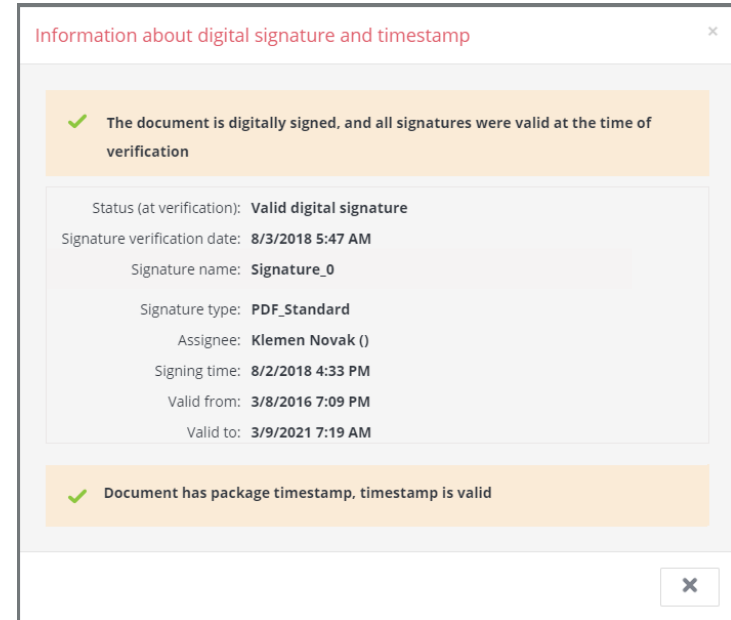 Information about digital signature and timestamp
×
The document is digitally signed, and all signatures were valid at the time of
verification
Status (at verification): Valid digital signature
Signature verification date: 8/3/2018 5:47 AM
Signature name: Signature_0
Signature type: PDF_Standard
Assignee: Klemen Novak ()
Signing time: 8/2/2018 4:33 PM
Valid from: 3/8/2016 7:09 PM
Valid to: 3/9/2021 7:19 AM
Document has package timestamp, timestamp is valid